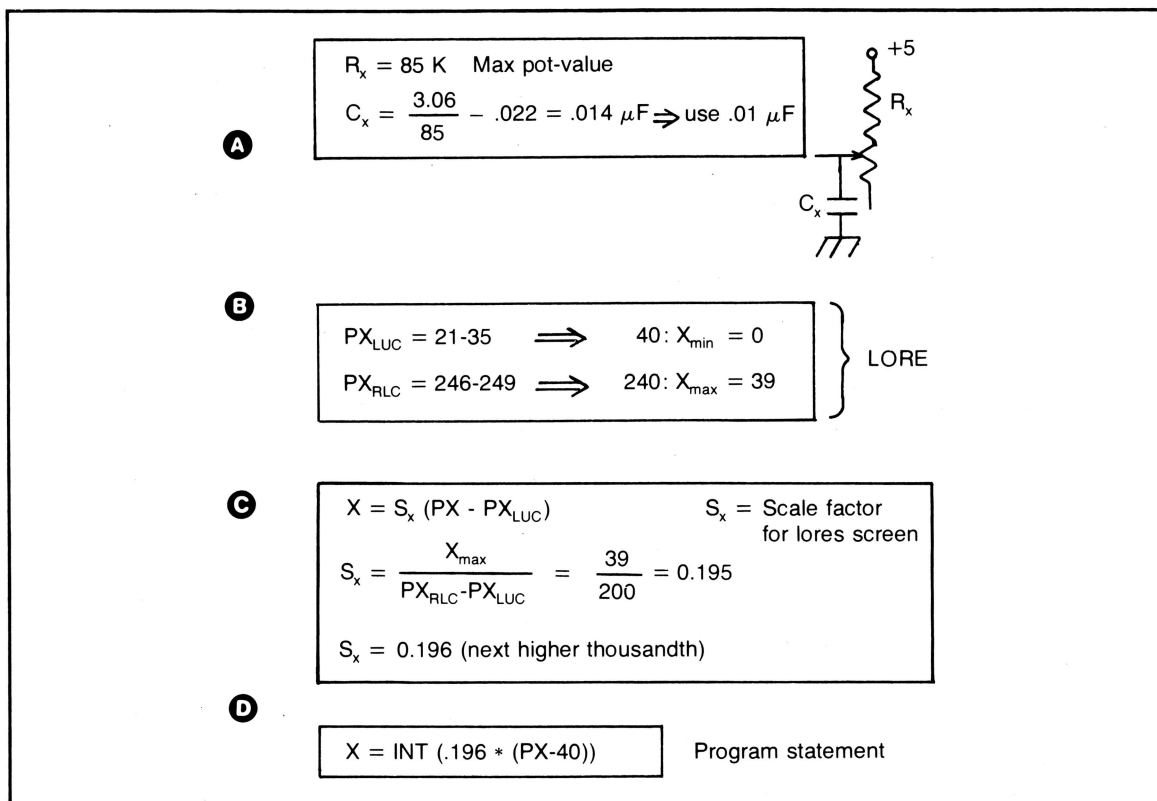 R_x = 85 K Max pot-value
C_x = 3.06/85 − .022 = .014 μF ⇒ use .01 μF
+5
R_x
C_x
A
B
PX_LUC = 21-35 ⇒ 40: X_min = 0
PX_RLC = 246-249 ⇒ 240: X_max = 39
LORE
C
X = S_x (PX - PX_LUC) S_x = Scale factor
for lores screen
S_x = X_max/PX_RLC-PX_LUC = 39/200 = 0.195
S_x = 0.196 (next higher thousandth)
D
X = INT (.196 * (PX-40)) Program statement